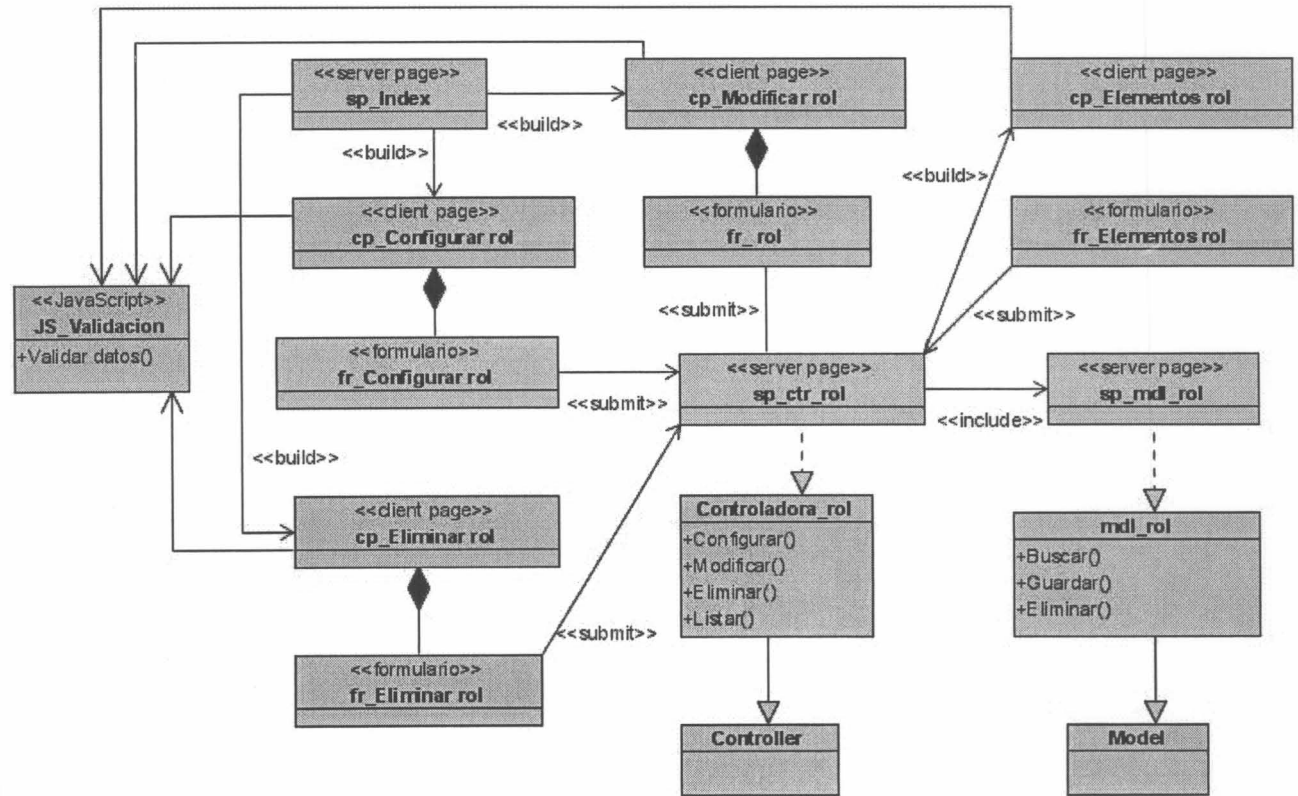 <<server page>>
sp_Index
<<client page>>
cp_Modificar rol
<<client page>>
cp_Elementos rol
<<build>>
<<build>>
<<build>>
<<client page>>
cp_Configurar rol
<<formulario>>
fr_ rol
<<formulario>>
fr_Elementos rol
<<JavaScript>>
JS_Validacion
+Validar datos()
<<submit>>
<<submit>>
<<formulario>>
fr_Configurar rol
<<server page>>
sp_ctr_rol
<<server page>>
sp_mdl_rol
<<submit>>
<<include>>
<<build>>
<<client page>>
cp_Eliminar rol
Controladora_rol
+Configurar()
+Modificar()
+Eliminar()
+Listar()
mdl_rol
+Buscar()
+Guardar()
+Eliminar()
<<submit>>
<<formulario>>
fr_Eliminar rol
Controller
Model